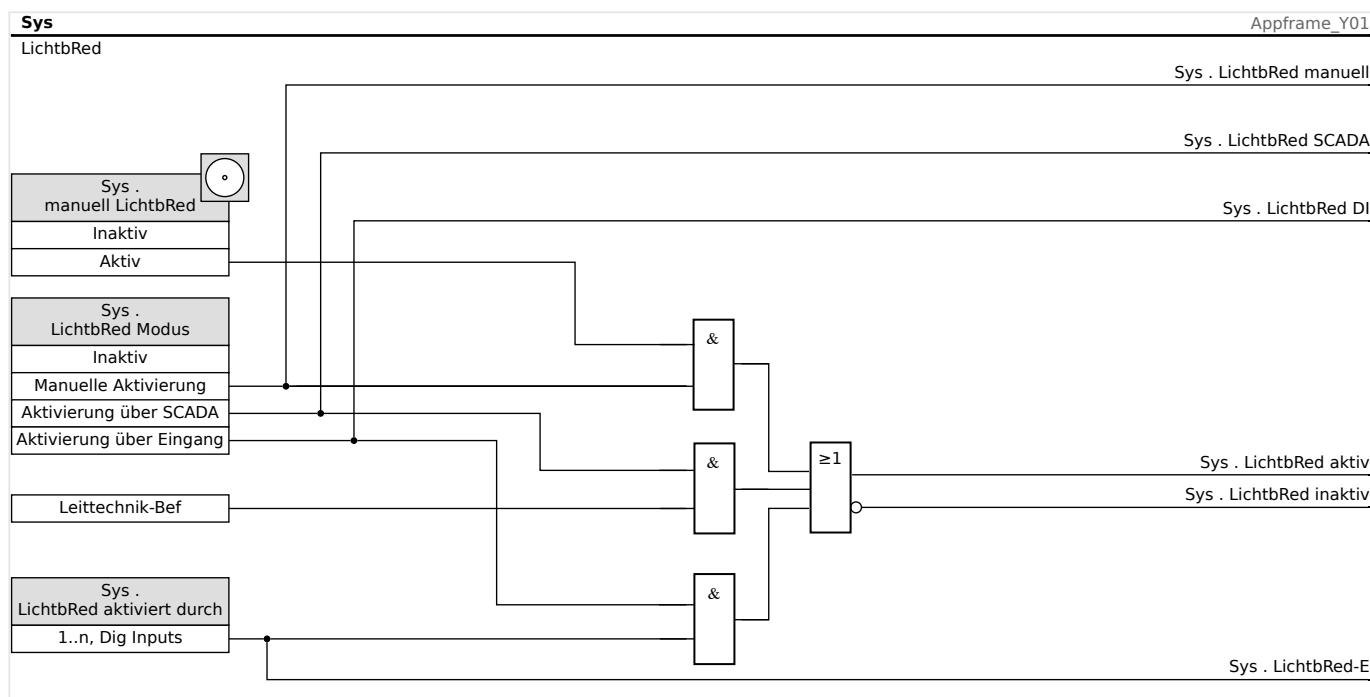 Sys
Appframe_Y01
LichtbRed
Sys . LichtbRed manuell
Sys . LichtbRed SCADA
Sys .
manuell LichtbRed
Sys . LichtbRed DI
Inaktiv
Aktiv
Sys .
LichtbRed Modus
&
Inaktiv
Manuelle Aktivierung
Aktivierung über SCADA
Aktivierung über Eingang
&
≥1
Sys . LichtbRed aktiv
Sys . LichtbRed inaktiv
Leittechnik-Bef
Sys .
LichtbRed aktiviert durch
&
1..n, Dig Inputs
Sys . LichtbRed-E